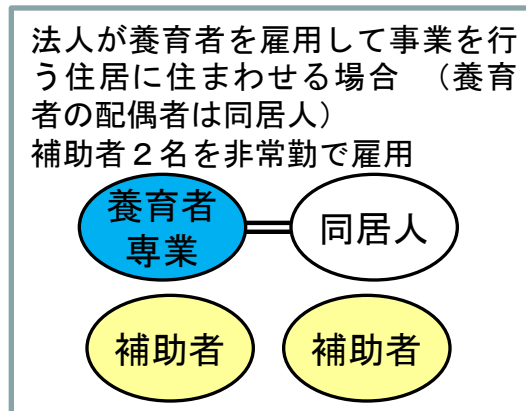 法人が養育者を雇用して事業を行
う住居に住まわせる場合　（養育
者の配偶者は同居人）
補助者２名を非常勤で雇用
養育者
専業
同居人
補助者
補助者